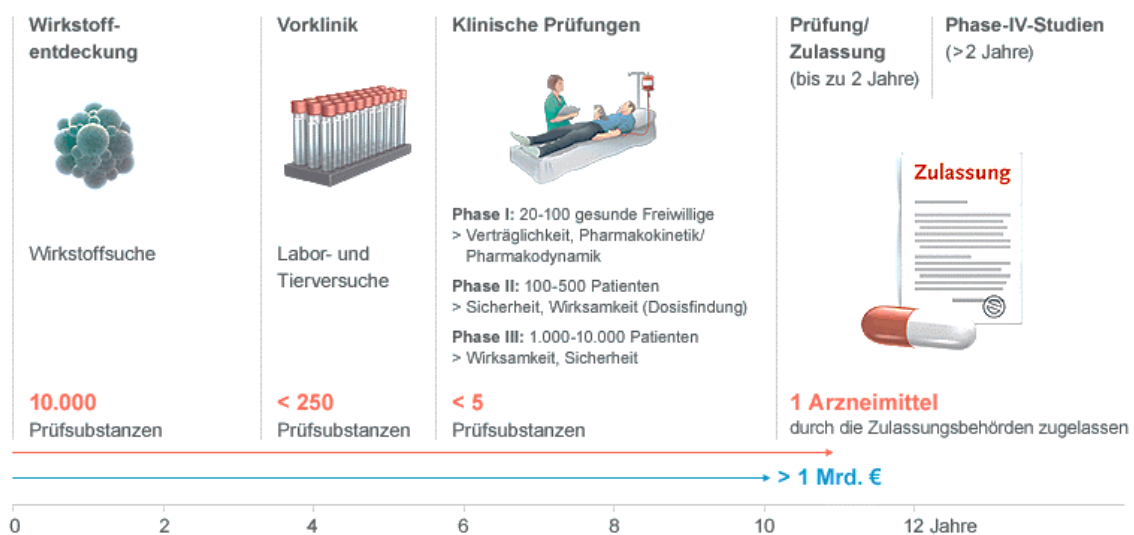 Wirkstoff-
entdeckung
Wirkstoffsuche
10.000
Prüfsubstanzen
Vorklinik
Labor- und
Tierversuche
< 250
Prüfsubstanzen
Klinische Prüfungen
Phase I: 20-100 gesunde Freiwillige
> Verträglichkeit, Pharmakokinetik/
Pharmakodynamik
Phase II: 100-500 Patienten
> Sicherheit, Wirksamkeit (Dosisfindung)
Phase III: 1.000-10.000 Patienten
> Wirksamkeit, Sicherheit
< 5
Prüfsubstanzen
Prüfung/
Zulassung
(bis zu 2 Jahre)
Phase-IV-Studien
(>2 Jahre)
Zulassung
1 Arzneimittel
durch die Zulassungsbehörden zugelassen
> 1 Mrd. €
0 2 4 6 8 10 12 Jahre